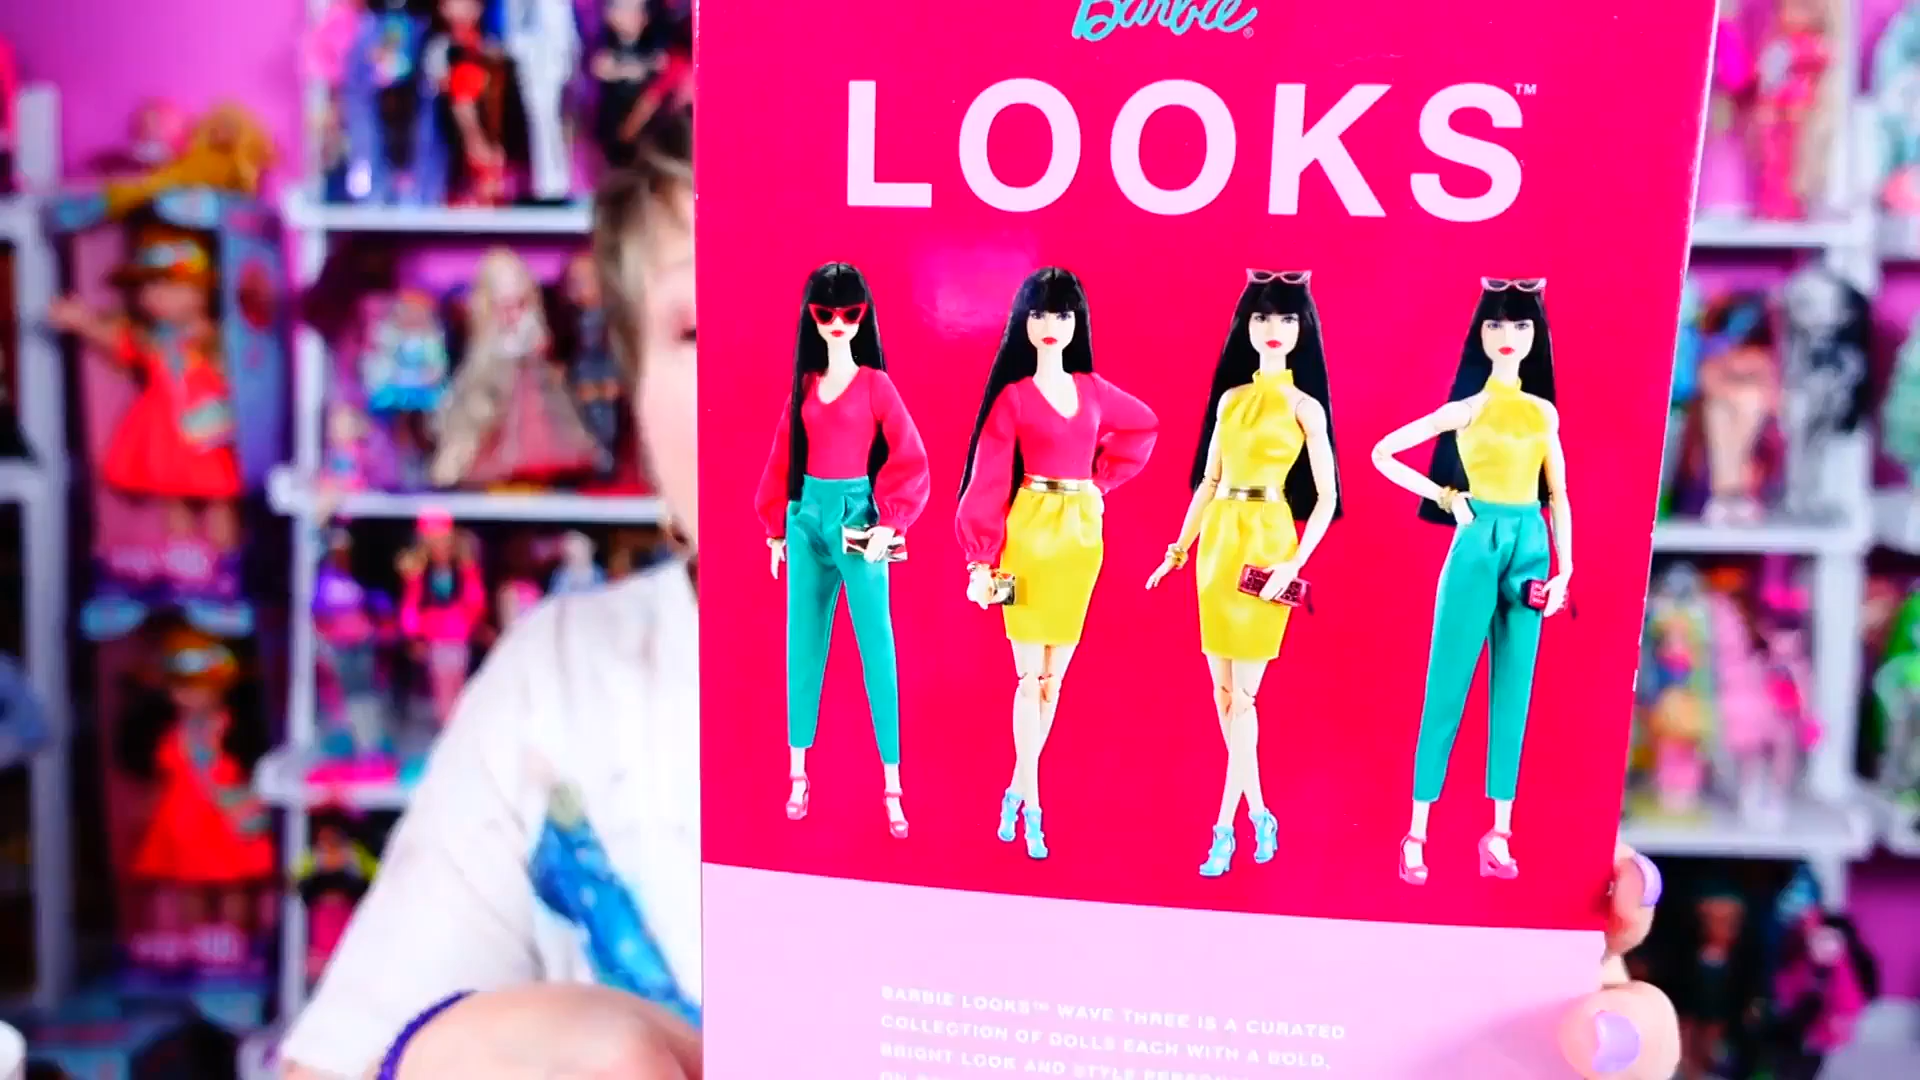 Barbie®
LOOKS™
BARBIE LOOKS™ WAVE THREE IS A CURATED
COLLECTION OF DOLLS EACH WITH A BOLD,
BRIGHT LOOK AND STYLE